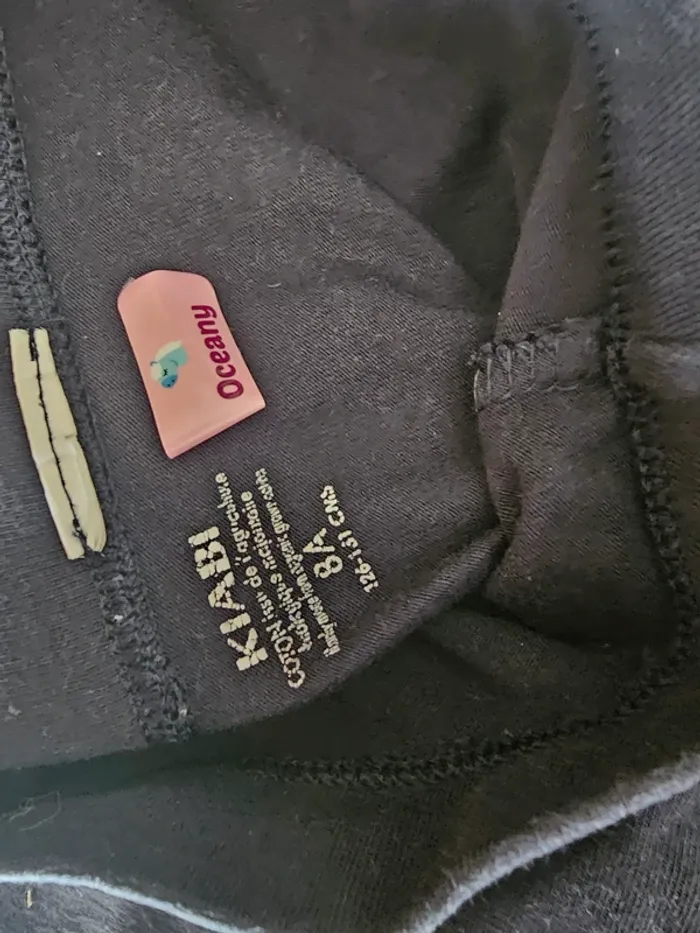 Oceany
KIABI
COTON issu de l'agriculture
8A
126-131 CMS